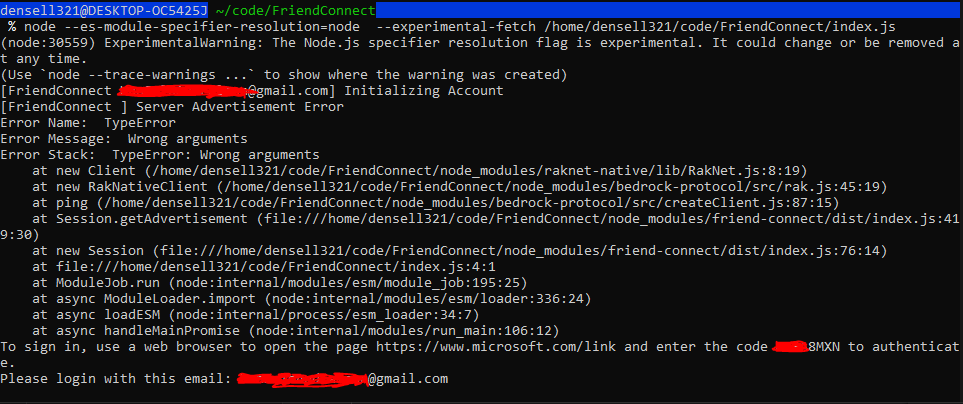 densell321@DESKTOP-OC5425J ~/code/FriendConnect
% node --es-module-specifier-resolution=node  --experimental-fetch /home/densell321/code/FriendConnect/index.js
(node:30559) ExperimentalWarning: The Node.js specifier resolution flag is experimental. It could change or be removed a
t any time.
(Use `node --trace-warnings ...` to show where the warning was created)
[FriendConnect @gmail.com] Initializing Account
[FriendConnect ] Server Advertisement Error
Error Name:  TypeError
Error Message:  Wrong arguments
Error Stack:  TypeError: Wrong arguments
    at new Client (/home/densell321/code/FriendConnect/node_modules/raknet-native/lib/RakNet.js:8:19)
    at new RakNativeClient (/home/densell321/code/FriendConnect/node_modules/bedrock-protocol/src/rak.js:45:19)
    at ping (/home/densell321/code/FriendConnect/node_modules/bedrock-protocol/src/createClient.js:87:15)
    at Session.getAdvertisement (file:///home/densell321/code/FriendConnect/node_modules/friend-connect/dist/index.js:41
9:30)
    at new Session (file:///home/densell321/code/FriendConnect/node_modules/friend-connect/dist/index.js:76:14)
    at file:///home/densell321/code/FriendConnect/index.js:4:1
    at ModuleJob.run (node:internal/modules/esm/module_job:195:25)
    at async ModuleLoader.import (node:internal/modules/esm/loader:336:24)
    at async loadESM (node:internal/process/esm_loader:34:7)
    at async handleMainPromise (node:internal/modules/run_main:106:12)
To sign in, use a web browser to open the page https://www.microsoft.com/link and enter the code 8MXN to authenticat
e.
Please login with this email: @gmail.com